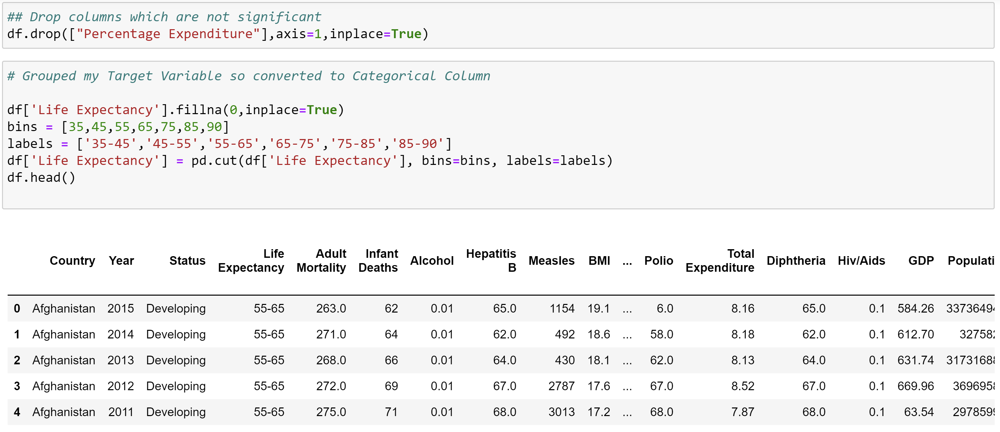 ## Drop columns which are not significant
df.drop(["Percentage Expenditure"],axis=1,inplace=True)
# Grouped my Target Variable so converted to Categorical Column
df['Life Expectancy'].fillna(0,inplace=True)
bins = [35,45,55,65,75,85,90]
labels = ['35-45','45-55','55-65','65-75','75-85','85-90']
df['Life Expectancy'] = pd.cut(df['Life Expectancy'], bins=bins, labels=labels)
df.head()
Country Year Status Life Expectancy Adult Mortality Infant Deaths Alcohol Hepatitis B Measles BMI ... Polio Total Expenditure Diphtheria Hiv/Aids GDP Populati
0 Afghanistan 2015 Developing 55-65 263.0 62 0.01 65.0 1154 19.1 ... 6.0 8.16 65.0 0.1 584.26 3373649
1 Afghanistan 2014 Developing 55-65 271.0 64 0.01 62.0 492 18.6 ... 58.0 8.18 62.0 0.1 612.70 32758
2 Afghanistan 2013 Developing 55-65 268.0 66 0.01 64.0 430 18.1 ... 62.0 8.13 64.0 0.1 631.74 3173168
3 Afghanistan 2012 Developing 55-65 272.0 69 0.01 67.0 2787 17.6 ... 67.0 8.52 67.0 0.1 669.96 369695
4 Afghanistan 2011 Developing 55-65 275.0 71 0.01 68.0 3013 17.2 ... 68.0 7.87 68.0 0.1 63.54 297859